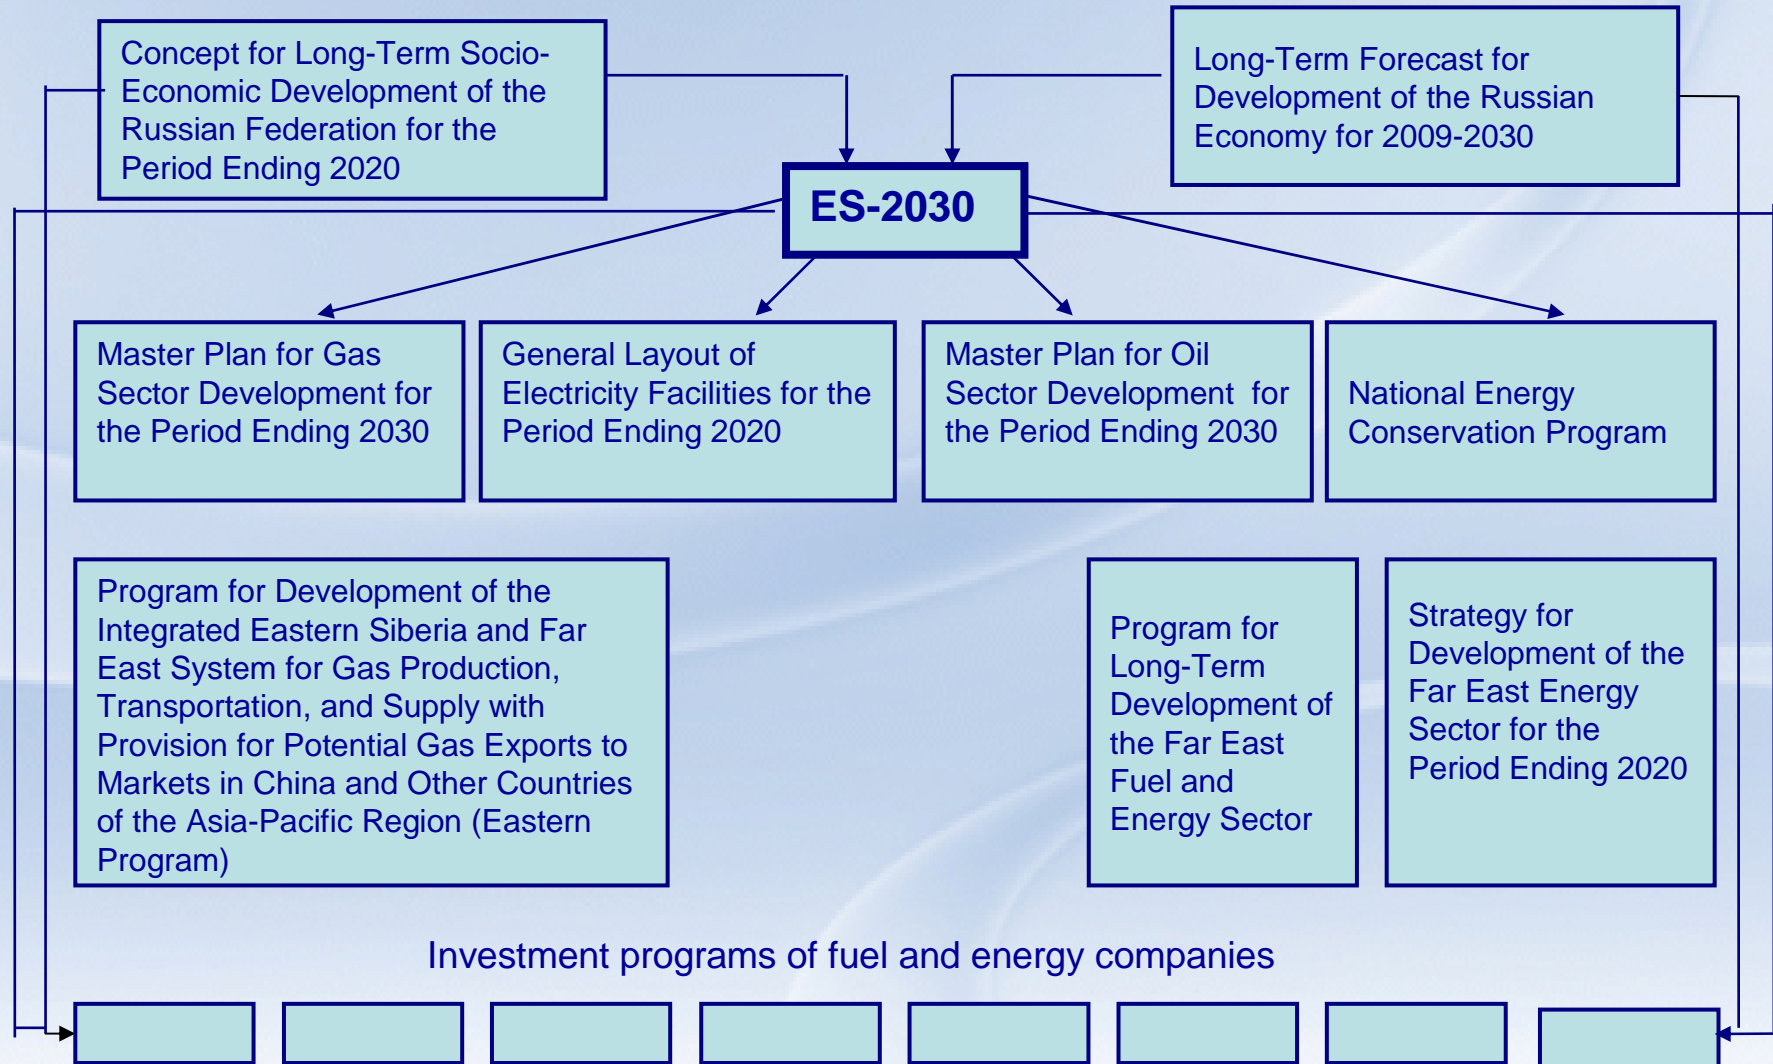 Concept for Long-Term Socio-
Economic Development of the
Russian Federation for the
Period Ending 2020
Long-Term Forecast for
Development of the Russian
Economy for 2009-2030
ES-2030
Master Plan for Gas
Sector Development for
the Period Ending 2030
General Layout of
Electricity Facilities for the
Period Ending 2020
Master Plan for Oil
Sector Development for
the Period Ending 2030
National Energy
Conservation Program
Program for Development of the
Integrated Eastern Siberia and Far
East System for Gas Production,
Transportation, and Supply with
Provision for Potential Gas Exports to
Markets in China and Other Countries
of the Asia-Pacific Region (Eastern
Program)
Program for
Long-Term
Development of
the Far East
Fuel and
Energy Sector
Strategy for
Development of the
Far East Energy
Sector for the
Period Ending 2020
Investment programs of fuel and energy companies